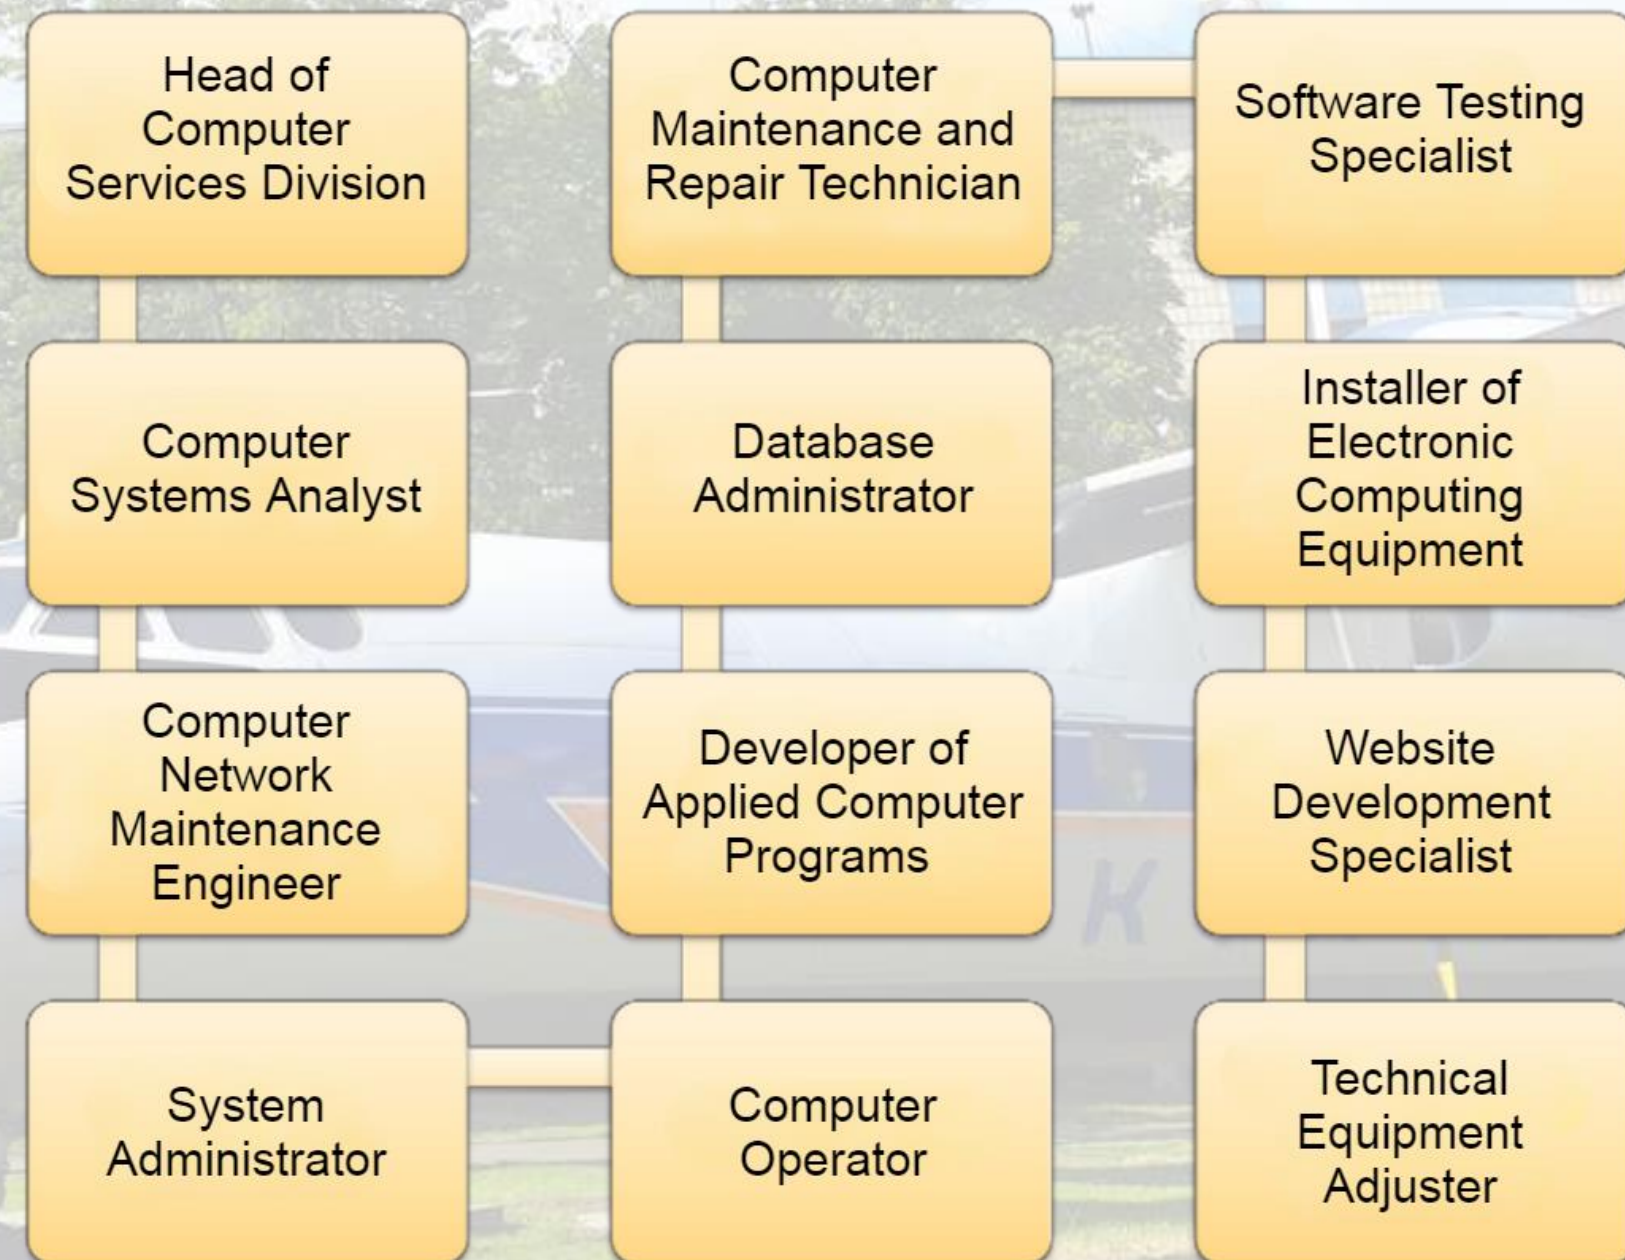 Head of
Computer
Services Division
Computer
Systems Analyst
Computer
Network
Maintenance
Engineer
System
Administrator
Computer
Operator
Developer of
Applied Computer
Programs
Database
Administrator
Computer
Maintenance and
Repair Technician
Software Testing
Specialist
Installer of
Electronic
Computing
Equipment
Website
Development
Specialist
Technical
Equipment
Adjuster
K